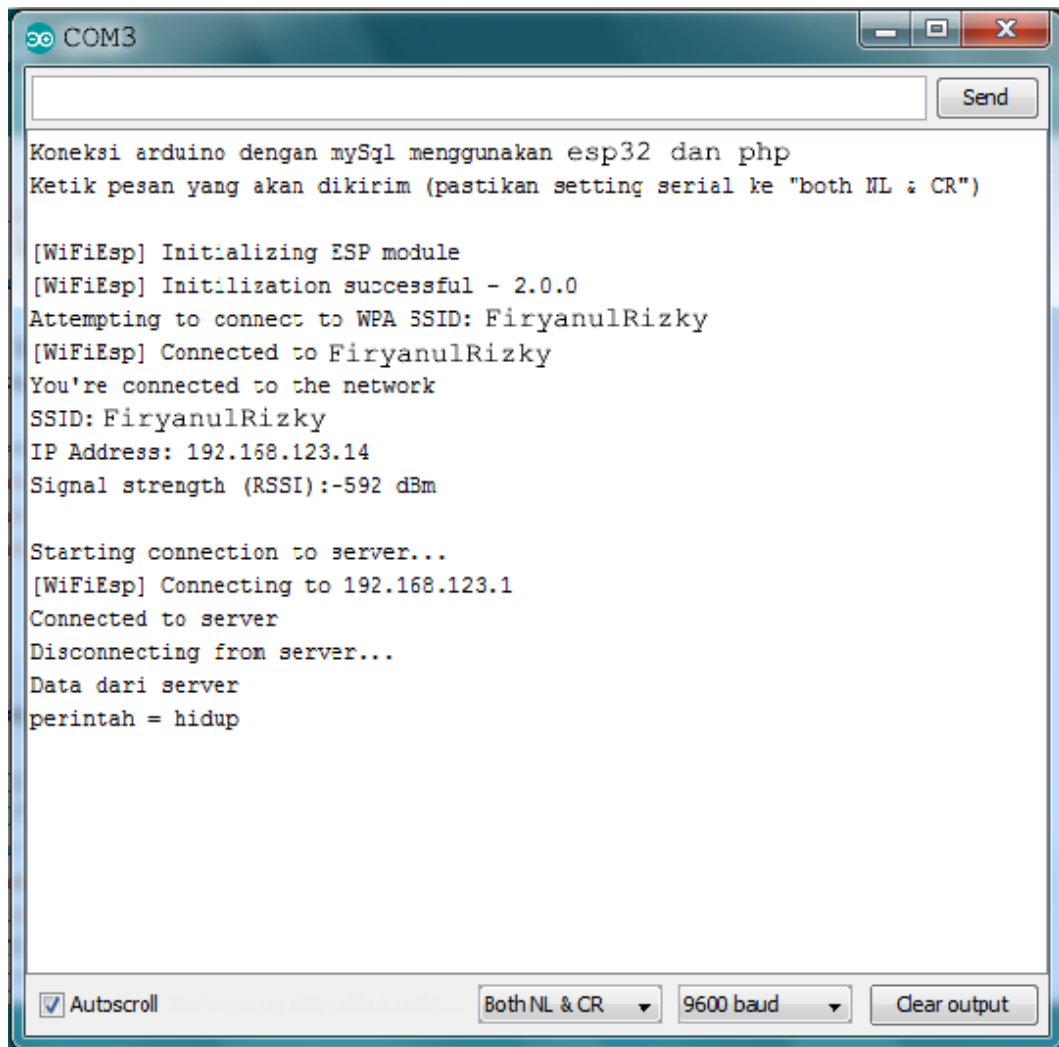 COM3
Send
Koneksi arduino dengan mySql menggunakan esp32 dan php
Ketik pesan yang akan dikirim (pastikan setting serial ke "both NL & CR")
[WiFiEsp] Initializing ESP module
[WiFiEsp] Initilization successful - 2.0.0
Attempting to connect to WPA SSID: FiryanulRizky
[WiFiEsp] Connected to FiryanulRizky
You're connected to the network
SSID: FiryanulRizky
IP Address: 192.168.123.14
Signal strength (RSSI):-592 dBm
Starting connection to server...
[WiFiEsp] Connecting to 192.168.123.1
Connected to server
Disconnecting from server...
Data dari server
perintah = hidup
Autoscroll Both NL & CR 9600 baud Clear output